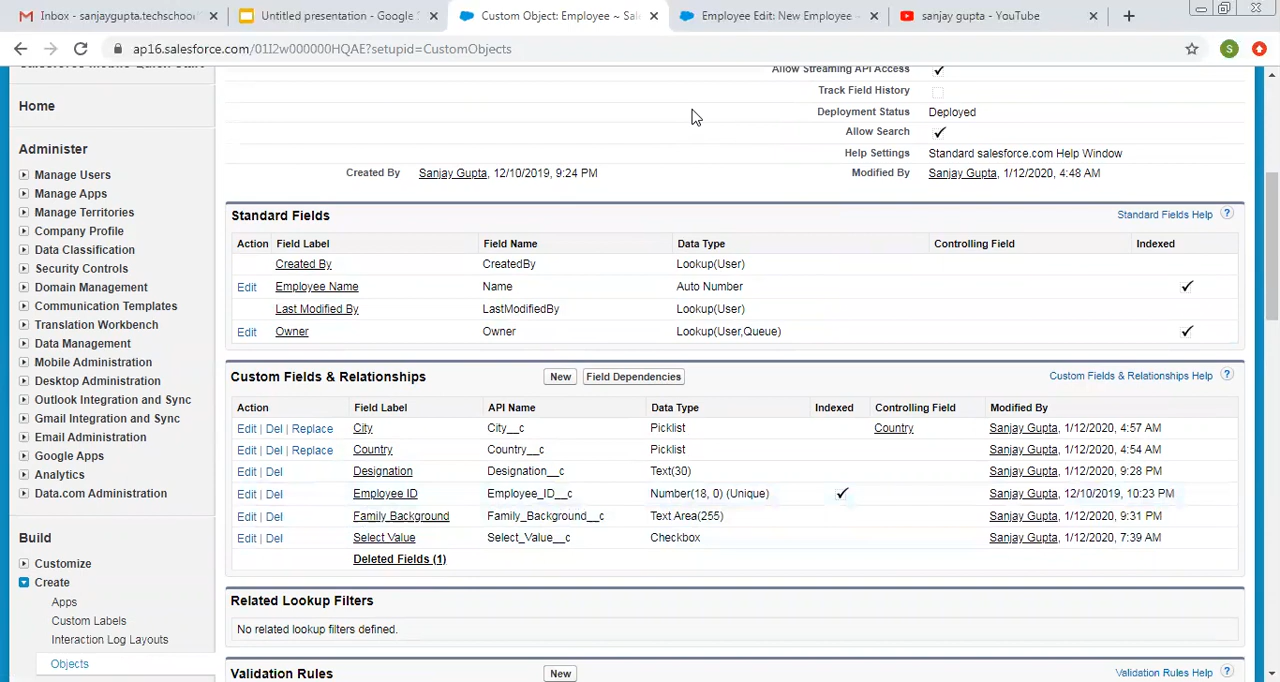 Inbox - sanjaygupta.techschool
Untitled presentation - Google S
Custom Object: Employee ~ Sale
Employee Edit: New Employee ~
sanjay gupta - YouTube
ap16.salesforce.com/01I2w000000HQAE?setupid=CustomObjects
S
Home
Administer
Manage Users
Manage Apps
Manage Territories
Company Profile
Data Classification
Security Controls
Domain Management
Communication Templates
Translation Workbench
Data Management
Mobile Administration
Desktop Administration
Outlook Integration and Sync
Gmail Integration and Sync
Email Administration
Google Apps
Analytics
Data.com Administration
Build
Customize
Create
Apps
Custom Labels
Interaction Log Layouts
Objects
Allow Streaming API Access
Track Field History
Deployment Status Deployed
Allow Search
Help Settings Standard salesforce.com Help Window
Created By Sanjay Gupta, 12/10/2019, 9:24 PM Modified By Sanjay Gupta, 1/12/2020, 4:48 AM
Standard Fields Standard Fields Help ?
Action Field Label Field Name Data Type Controlling Field Indexed
Created By CreatedBy Lookup(User)
Edit Employee Name Name Auto Number
Last Modified By LastModifiedBy Lookup(User)
Edit Owner Owner Lookup(User,Queue)
Custom Fields & Relationships New Field Dependencies Custom Fields & Relationships Help ?
Action Field Label API Name Data Type Indexed Controlling Field Modified By
Edit | Del | Replace City City__c Picklist Country Sanjay Gupta, 1/12/2020, 4:57 AM
Edit | Del | Replace Country Country__c Picklist Sanjay Gupta, 1/12/2020, 4:54 AM
Edit | Del Designation Designation__c Text(30) Sanjay Gupta, 1/12/2020, 9:28 PM
Edit | Del Employee ID Employee_ID__c Number(18, 0) (Unique) Sanjay Gupta, 12/10/2019, 10:23 PM
Edit | Del Family Background Family_Background__c Text Area(255) Sanjay Gupta, 1/12/2020, 9:31 PM
Edit | Del Select Value Select_Value__c Checkbox Sanjay Gupta, 1/12/2020, 7:39 AM
Deleted Fields (1)
Related Lookup Filters
No related lookup filters defined.
Validation Rules New Validation Rules Help ?